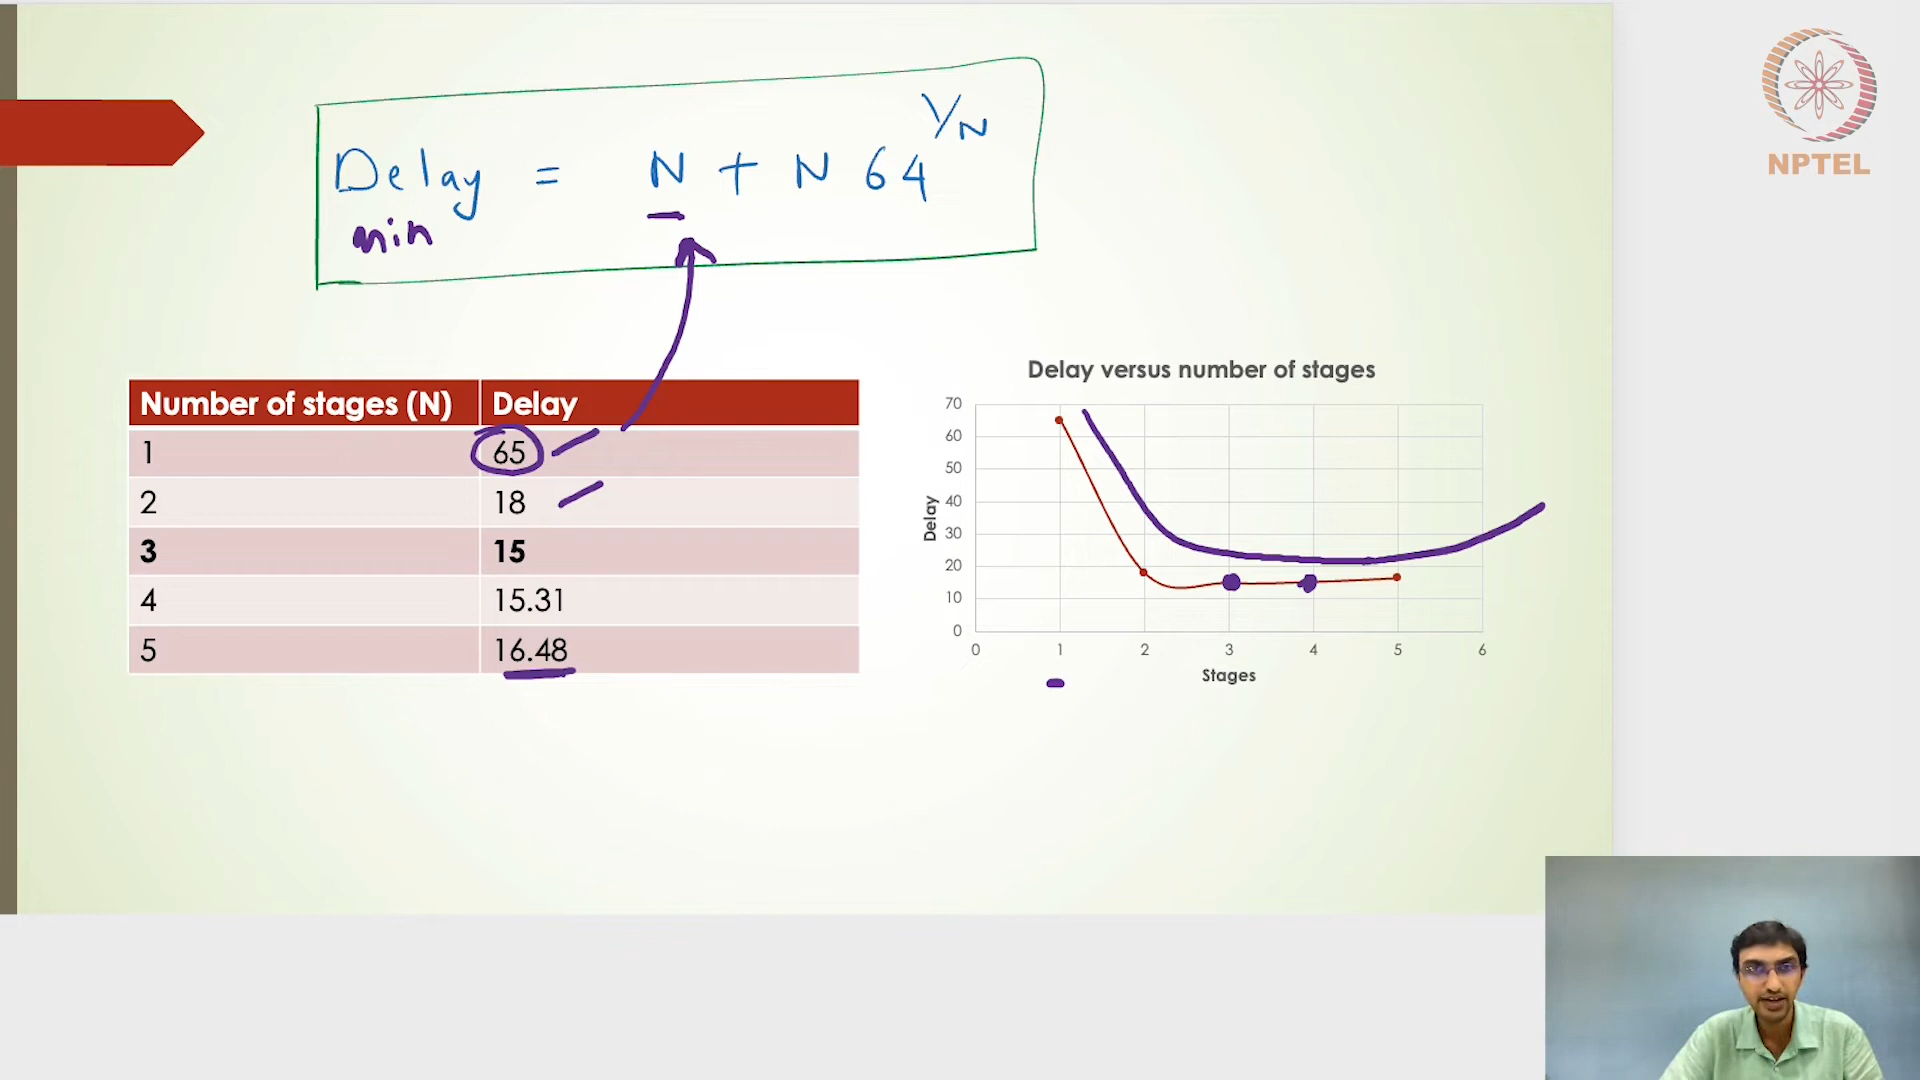 NPTEL
Delay = N + N 64^1/N
min
Number of stages (N) Delay
1 65
2 18
3 15
4 15.31
5 16.48
Delay versus number of stages
70
60
50
40
30
20
10
0
Delay
0 1 2 3 4 5 6
Stages